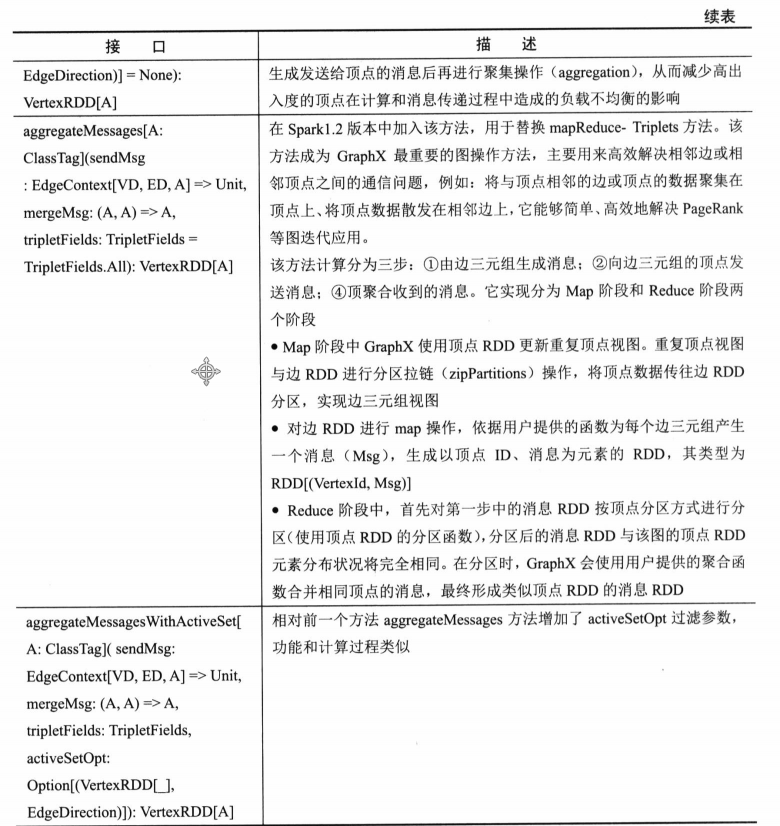 续表
接 口
描 述
EdgeDirection)] = None):
VertexRDD[A]
生成发送给顶点的消息后再进行聚集操作（aggregation），从而减少高出
入度的顶点在计算和消息传递过程中造成的负载不均衡的影响
aggregateMessages[A:
ClassTag](sendMsg
: EdgeContext[VD, ED, A] => Unit,
mergeMsg: (A, A) => A,
tripletFields: TripletFields =
TripletFields.All): VertexRDD[A]
在 Spark1.2 版本中加入该方法，用于替换 mapReduce- Triplets 方法。该
方法成为 GraphX 最重要的图操作方法，主要用来高效解决相邻边或相
邻顶点之间的通信问题，例如：将与顶点相邻的边或顶点的数据聚集在
顶点上、将顶点数据散发在相邻边上，它能够简单、高效地解决 PageRank
等图迭代应用。
该方法计算分为三步：①由边三元组生成消息；②向边三元组的顶点发
送消息；④顶聚合收到的消息。它实现分为 Map 阶段和 Reduce 阶段两
个阶段
● Map 阶段中 GraphX 使用顶点 RDD 更新重复顶点视图。重复顶点视图
与边 RDD 进行分区拉链（zipPartitions）操作，将顶点数据传往边 RDD
分区，实现边三元组视图
● 对边 RDD 进行 map 操作，依据用户提供的函数为每个边三元组产生
一个消息（Msg），生成以顶点 ID、消息为元素的 RDD，其类型为
RDD[(VertexId, Msg)]
● Reduce 阶段中，首先对第一步中的消息 RDD 按顶点分区方式进行分
区（使用顶点 RDD 的分区函数），分区后的消息 RDD 与该图的顶点 RDD
元素分布状况将完全相同。在分区时，GraphX 会使用用户提供的聚合函
数合并相同顶点的消息，最终形成类似顶点 RDD 的消息 RDD
aggregateMessagesWithActiveSet[
A: ClassTag]( sendMsg:
EdgeContext[VD, ED, A] => Unit,
mergeMsg: (A, A) => A,
tripletFields: TripletFields,
activeSetOpt:
Option[(VertexRDD[_],
EdgeDirection)]): VertexRDD[A]
相对前一个方法 aggregateMessages 方法增加了 activeSetOpt 过滤参数，
功能和计算过程类似